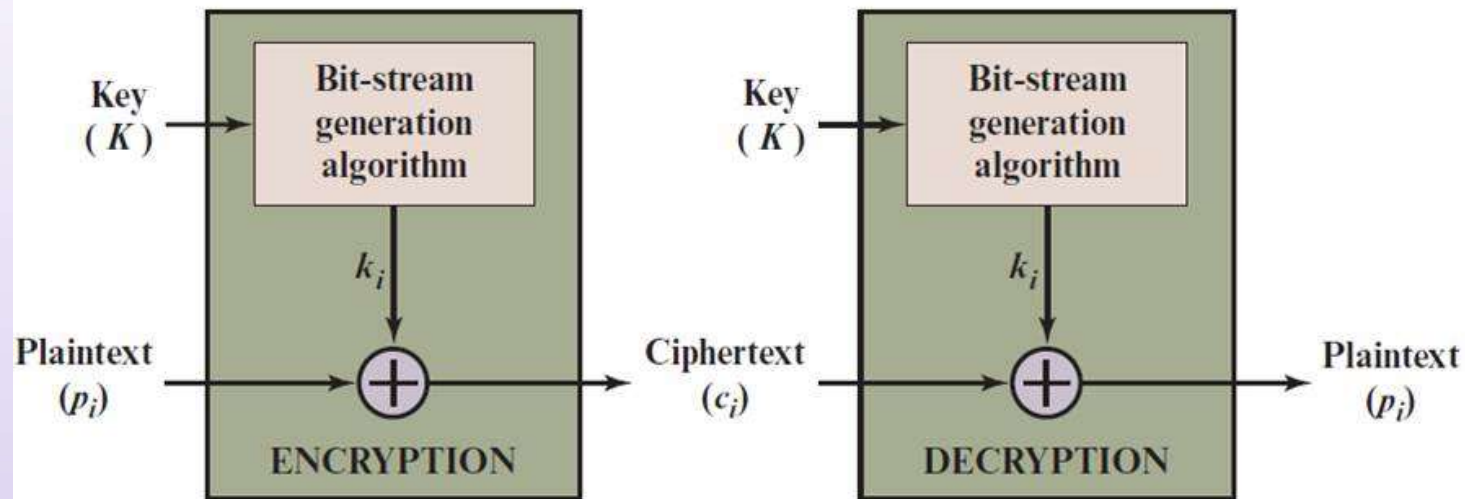 Key
( K )
Bit-stream
generation
algorithm
k_i
Plaintext
(p_i)
ENCRYPTION
Ciphertext
(c_i)
Key
( K )
Bit-stream
generation
algorithm
k_i
DECRYPTION
Plaintext
(p_i)